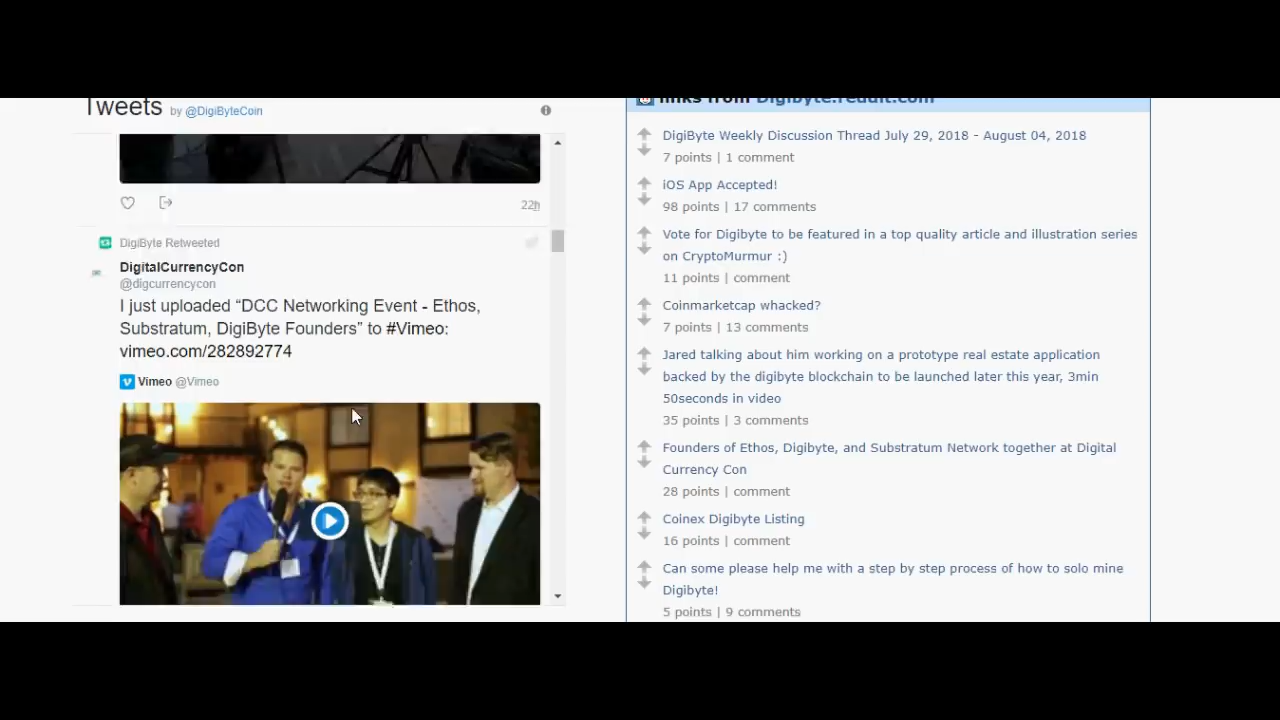 Tweets by @DigiByteCoin
22h
DigiByte Retweeted
DigitalCurrencyCon
@digcurrencycon
I just uploaded “DCC Networking Event - Ethos,
Substratum, DigiByte Founders” to #Vimeo:
vimeo.com/282892774
Vimeo @Vimeo
links from Digibyte.reddit.com
DigiByte Weekly Discussion Thread July 29, 2018 - August 04, 2018
7 points | 1 comment
iOS App Accepted!
98 points | 17 comments
Vote for Digibyte to be featured in a top quality article and illustration series
on CryptoMurmur :)
11 points | comment
Coinmarketcap whacked?
7 points | 13 comments
Jared talking about him working on a prototype real estate application
backed by the digibyte blockchain to be launched later this year, 3min
50seconds in video
35 points | 3 comments
Founders of Ethos, Digibyte, and Substratum Network together at Digital
Currency Con
28 points | comment
Coinex Digibyte Listing
16 points | comment
Can some please help me with a step by step process of how to solo mine
Digibyte!
5 points | 9 comments